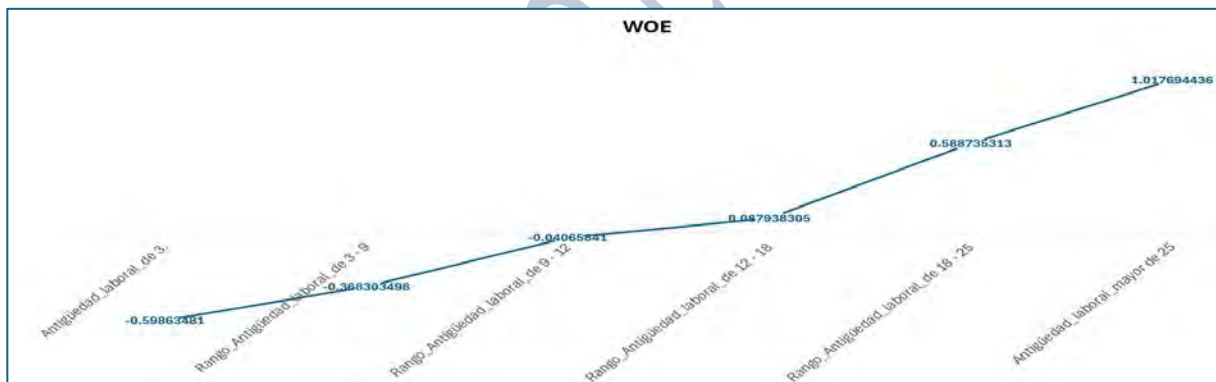 WOE
1.017694436
0.588735313
0.087938305
-0.04065841
-0.368303498
-0.59863481
Antigüedad_laboral_de 3.
Rango_Antigüedad_laboral_de 3 - 9
Rango_Antigüedad_laboral_de 9 - 12
Rango_Antigüedad_laboral_de 12 - 18
Rango_Antigüedad_laboral_de 18 - 25
Antigüedad_laboral_mayor de 25